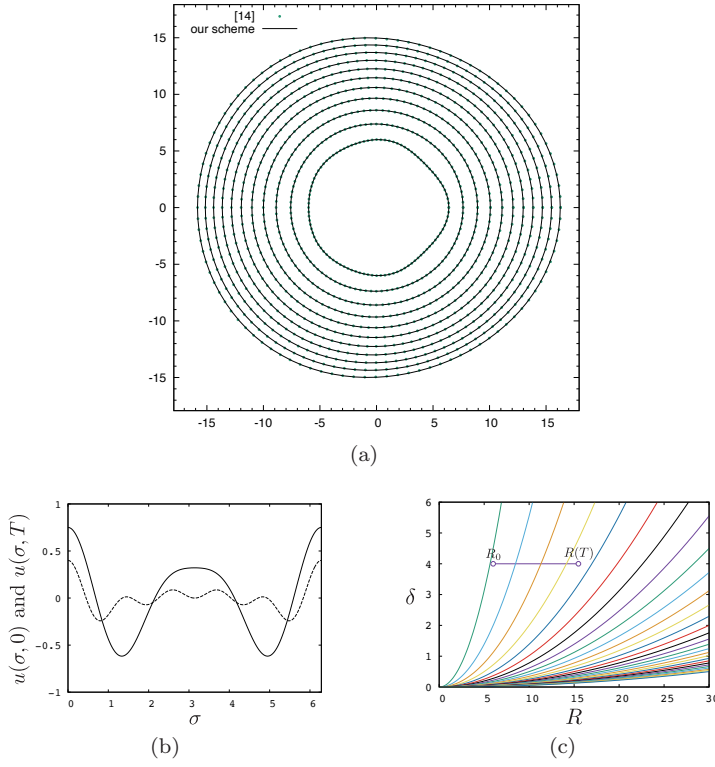 [14]
our scheme
15
10
5
0
-5
-10
-15
-15 -10 -5 0 5 10 15
(a)
u(σ, 0) and u(σ, T)
1
0.5
0
-0.5
-1
0 1 2 3 4 5 6
σ
(b)
δ
6
5
4
3
2
1
0
R₀ R(T)
0 5 10 15 20 25 30
R
(c)